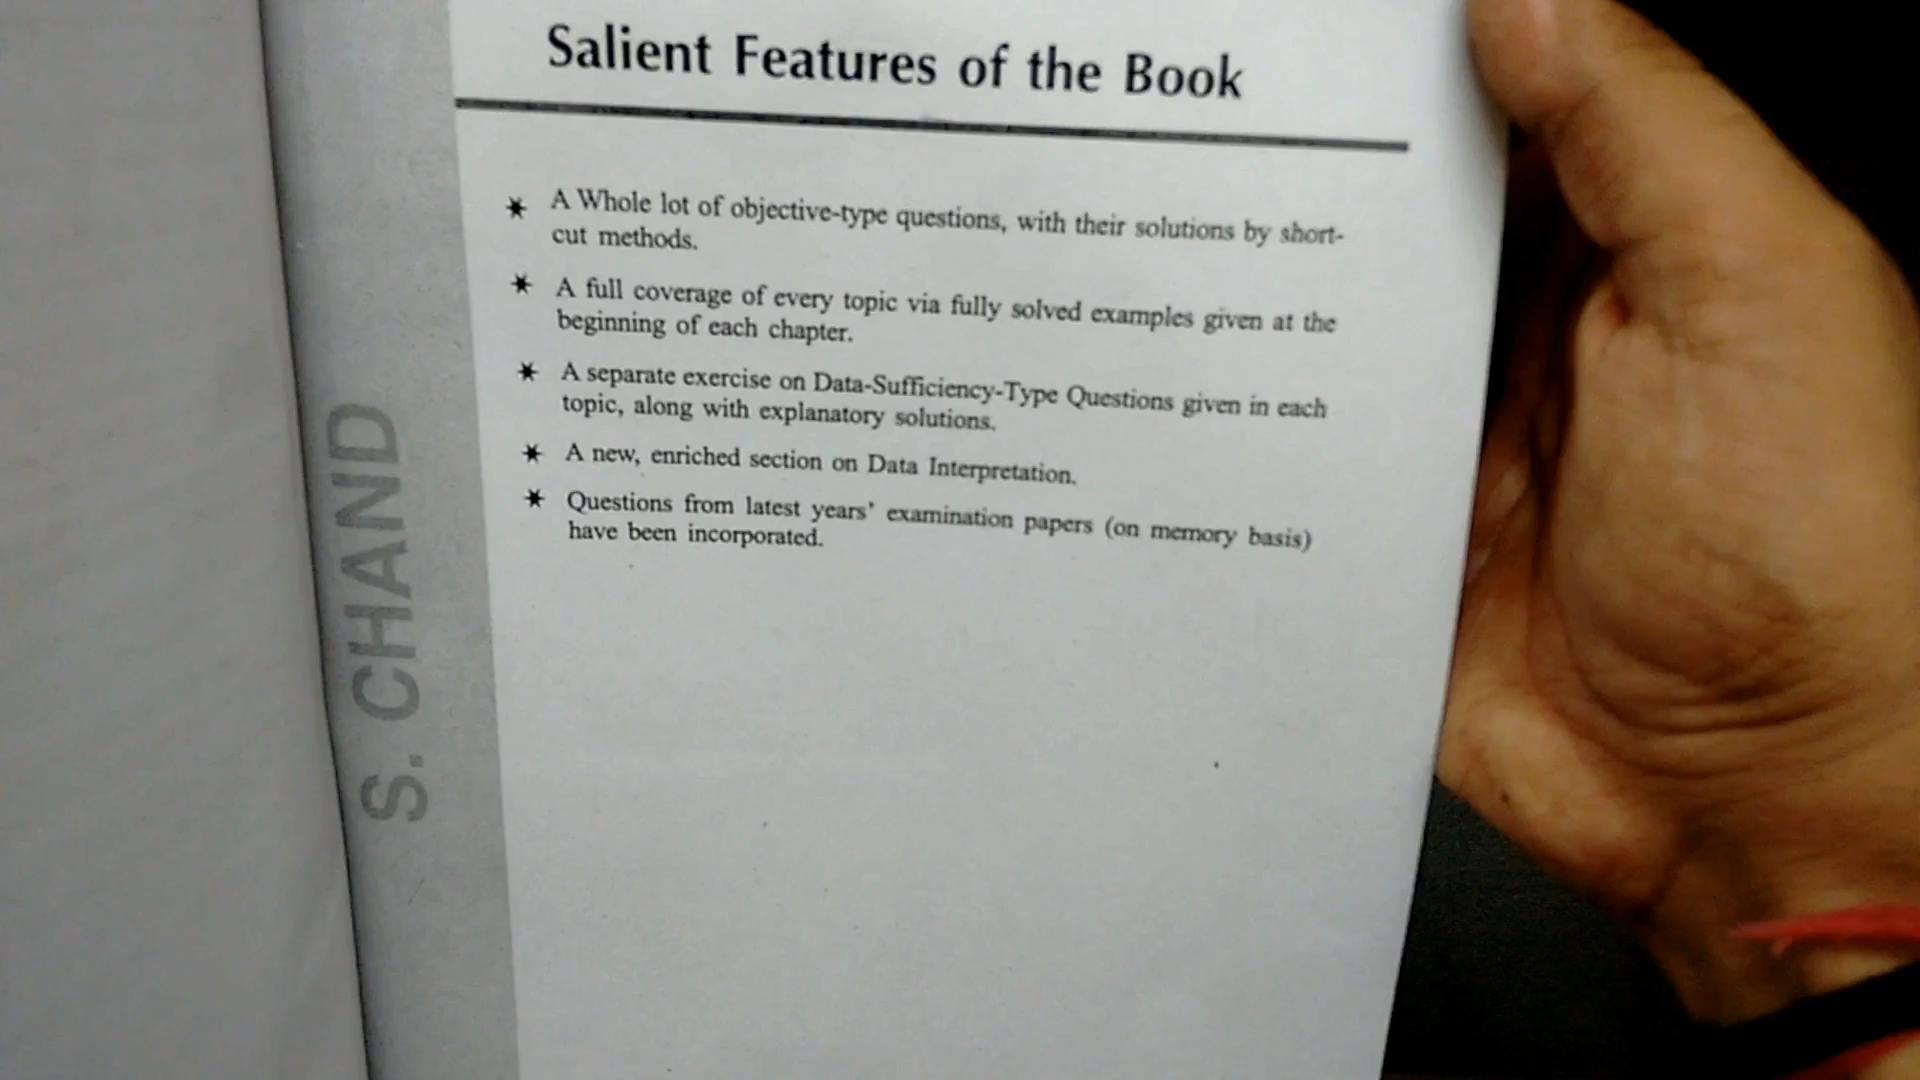 Salient Features of the Book
✶ A Whole lot of objective-type questions, with their solutions by short-
cut methods.
✶ A full coverage of every topic via fully solved examples given at the
beginning of each chapter.
✶ A separate exercise on Data-Sufficiency-Type Questions given in each
topic, along with explanatory solutions.
✶ A new, enriched section on Data Interpretation.
✶ Questions from latest years' examination papers (on memory basis)
have been incorporated.
S. CHAND